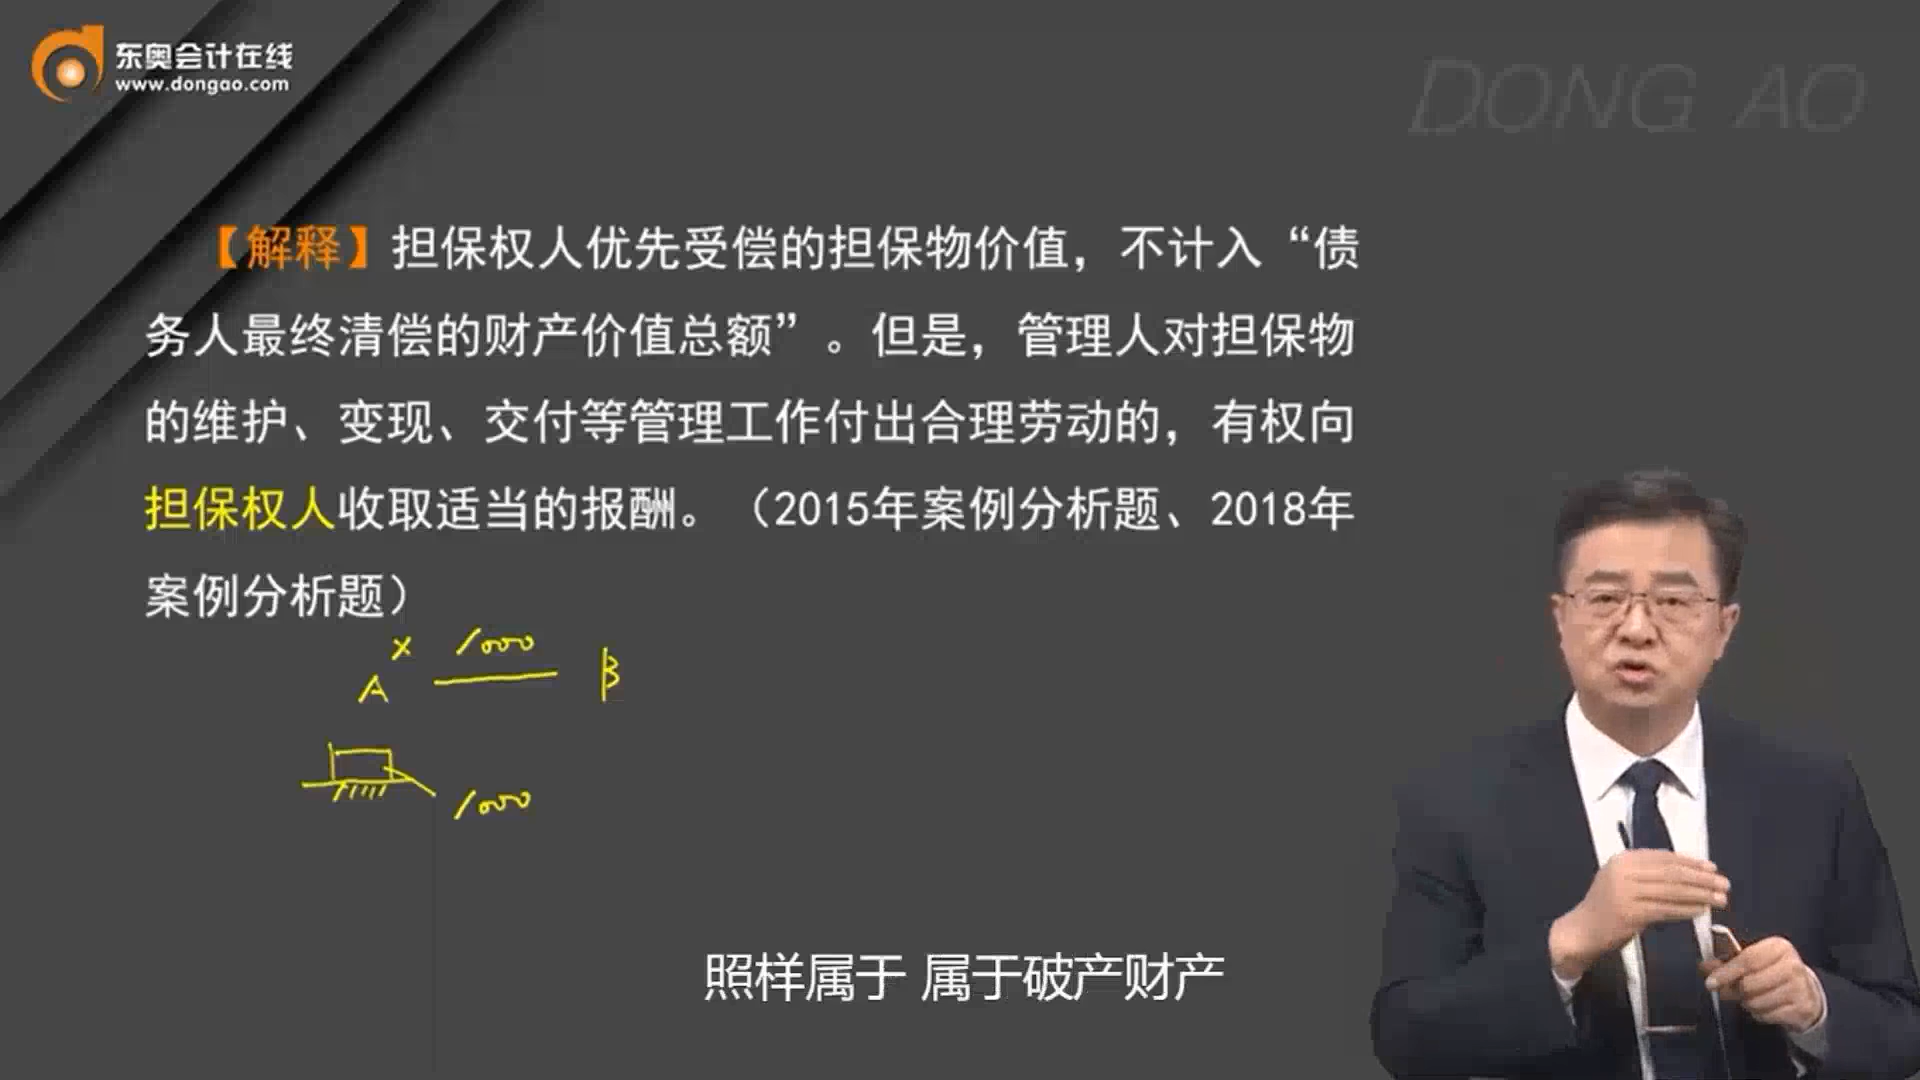 东奥会计在线
www.dongao.com
DONG AO
【解释】担保权人优先受偿的担保物价值，不计入“债
务人最终清偿的财产价值总额”。但是，管理人对担保物
的维护、变现、交付等管理工作付出合理劳动的，有权向
担保权人收取适当的报酬。（2015年案例分析题、2018年
案例分析题）
x 1000
A B
1000
照样属于 属于破产财产